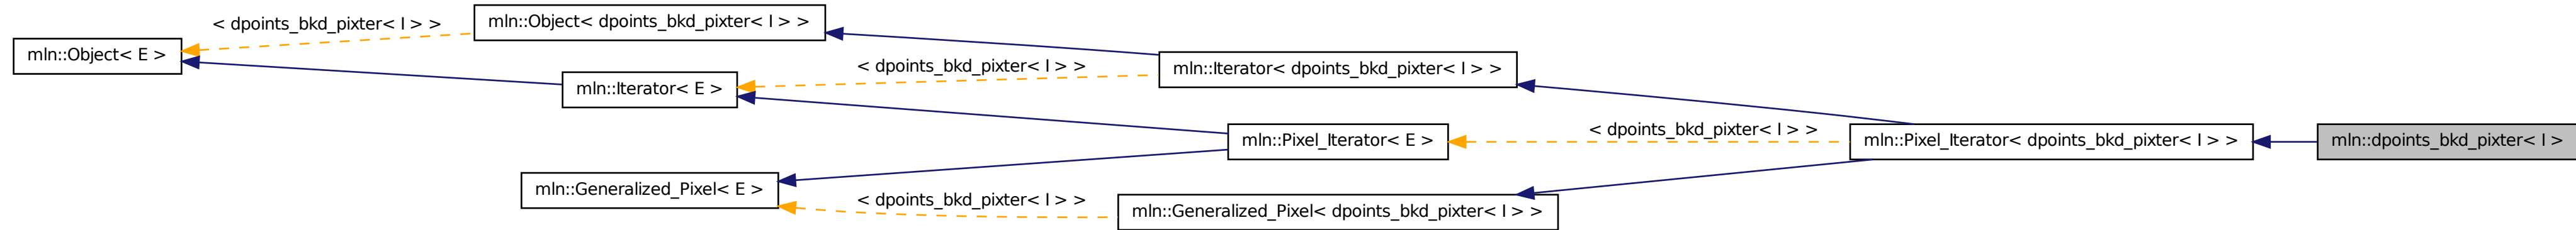 < dpoints_bkd_pixter< I > >
mln::Object< dpoints_bkd_pixter< I > >
mln::Object< E >
< dpoints_bkd_pixter< I > >
mln::Iterator< dpoints_bkd_pixter< I > >
mln::Iterator< E >
mln::Pixel_Iterator< E >
< dpoints_bkd_pixter< I > >
mln::Pixel_Iterator< dpoints_bkd_pixter< I > >
mln::dpoints_bkd_pixter< I >
mln::Generalized_Pixel< E >
< dpoints_bkd_pixter< I > >
mln::Generalized_Pixel< dpoints_bkd_pixter< I > >